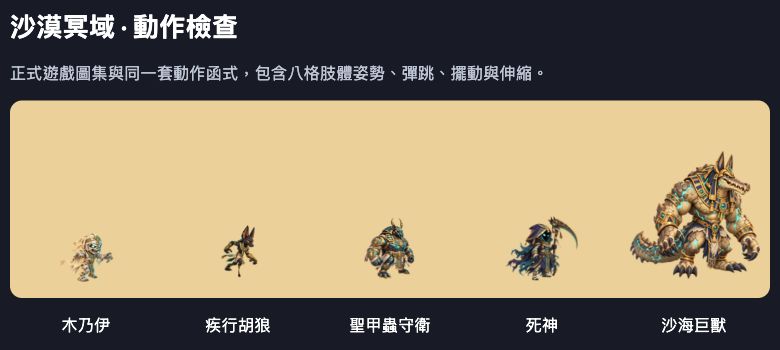 沙漠冥域 · 動作檢查
正式遊戲圖集與同一套動作函式，包含八格肢體姿勢、彈跳、擺動與伸縮。
木乃伊
疾行胡狼
聖甲蟲守衛
死神
沙海巨獸